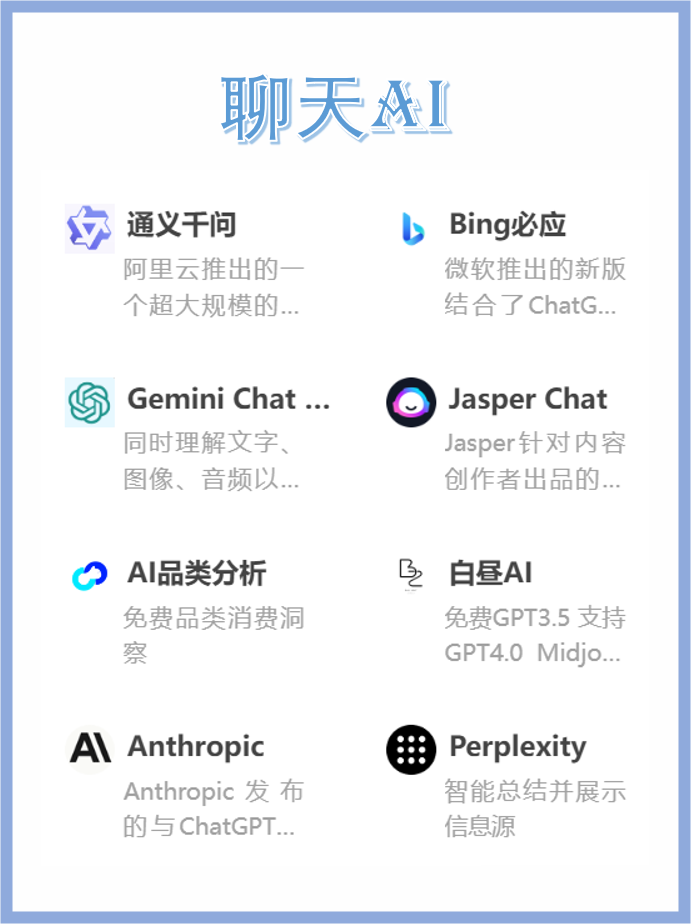 聊天AI
通义千问
阿里云推出的一
个超大规模的...
Bing必应
微软推出的新版
结合了ChatG...
Gemini Chat ...
同时理解文字、
图像、音频以...
Jasper Chat
Jasper针对内容
创作者出品的...
AI品类分析
免费品类消费洞
察
白昼AI
免费GPT3.5 支持
GPT4.0 Midjo...
Anthropic
Anthropic 发 布
的与ChatGPT...
Perplexity
智能总结并展示
信息源